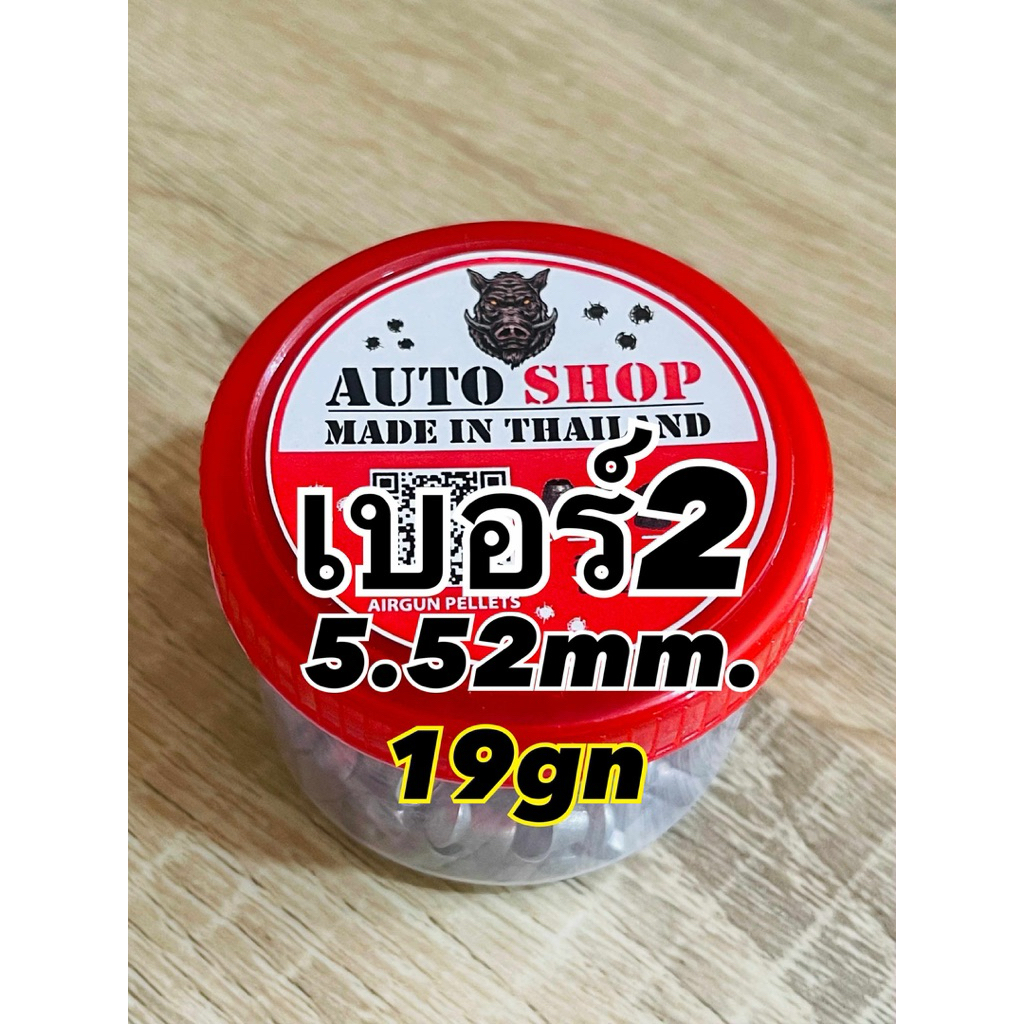 AUTO SHOP
MADE IN THAILAND
เบอร์2
AIRGUN PELLETS
5.52mm.
19gn